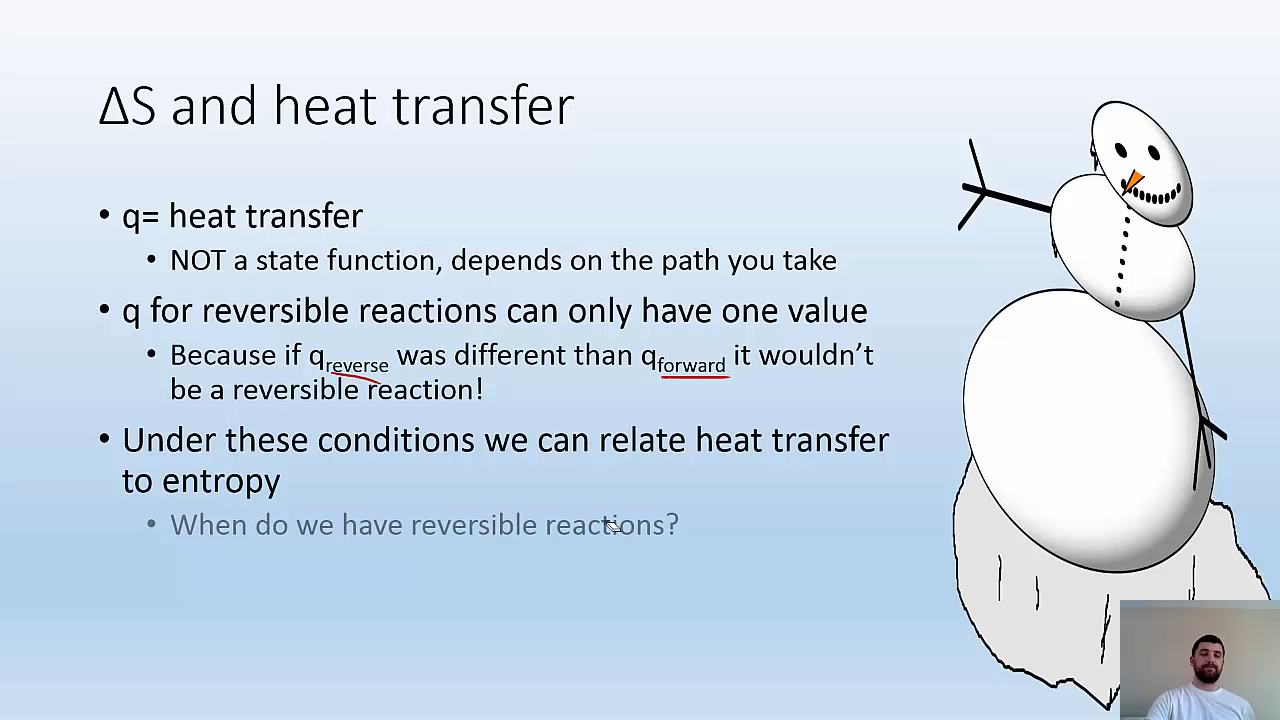 ΔS and heat transfer
• q= heat transfer
• NOT a state function, depends on the path you take
• q for reversible reactions can only have one value
• Because if qreverse was different than qforward it wouldn’t
be a reversible reaction!
• Under these conditions we can relate heat transfer
to entropy
• When do we have reversible reactions?